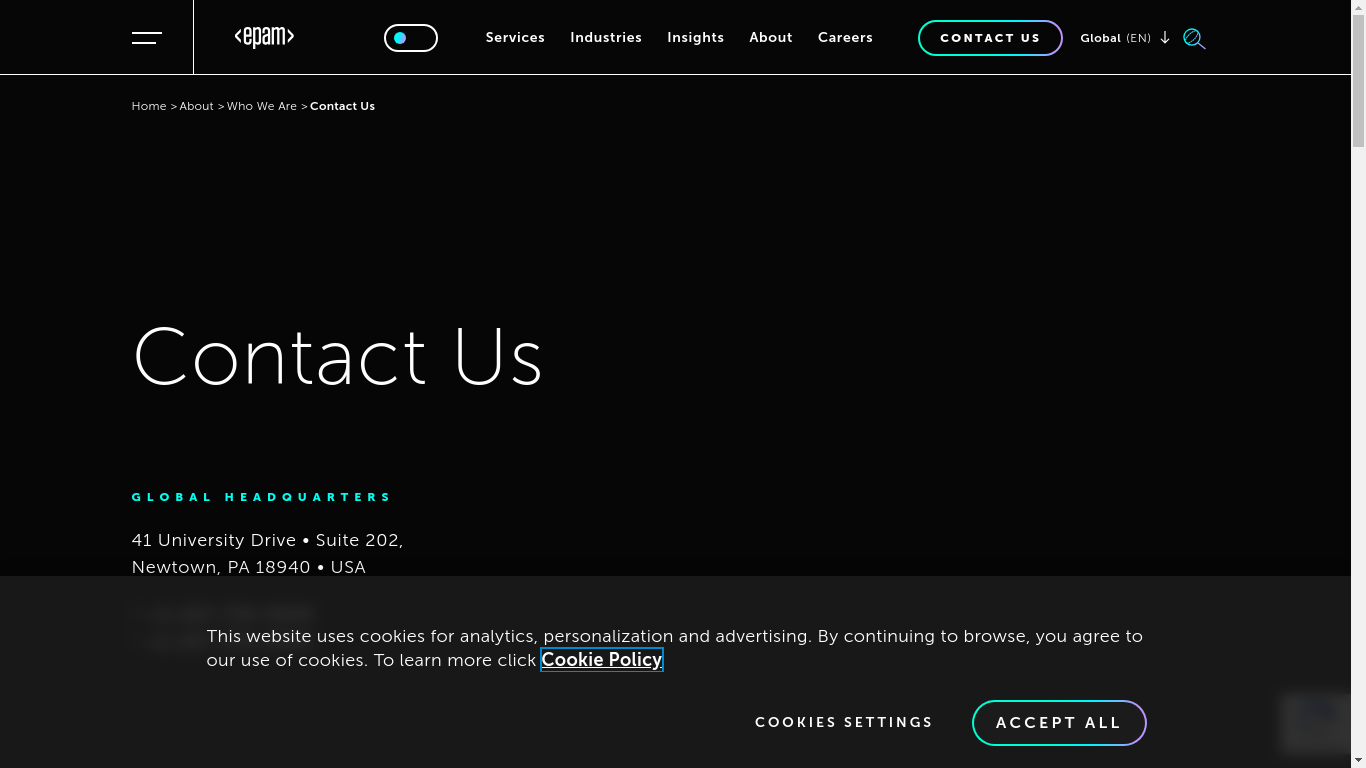 <epam>
Services Industries Insights About Careers
CONTACT US
Global (EN)
Home > About > Who We Are > Contact Us
Contact Us
GLOBAL HEADQUARTERS
41 University Drive • Suite 202,
Newtown, PA 18940 • USA
This website uses cookies for analytics, personalization and advertising. By continuing to browse, you agree to
our use of cookies. To learn more click Cookie Policy
COOKIES SETTINGS
ACCEPT ALL